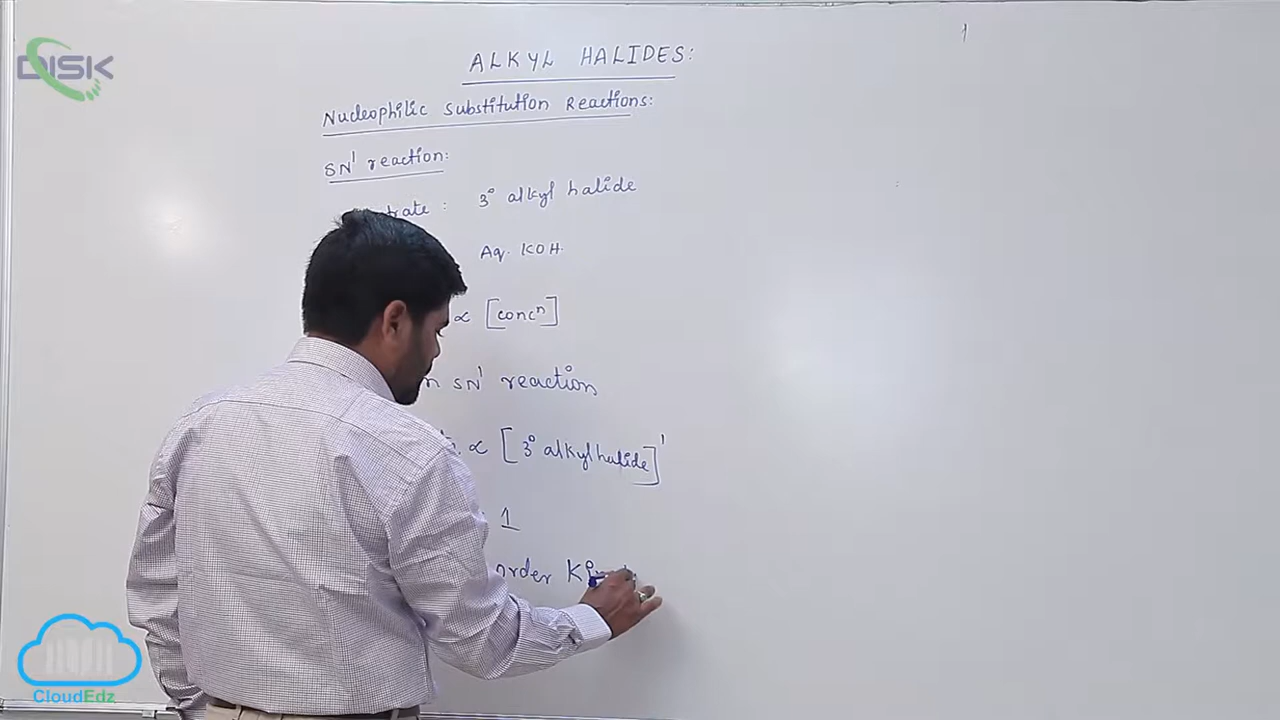 DISK
ALKYL HALIDES:
1
Nucleophilic Substitution Reactions:
SN1 reaction:
: 3° alkyl halide
Aq. KOH.
∝ [concn]
SN1 reaction
∝ [3° alkyl halide]1
1
order
CloudEdz